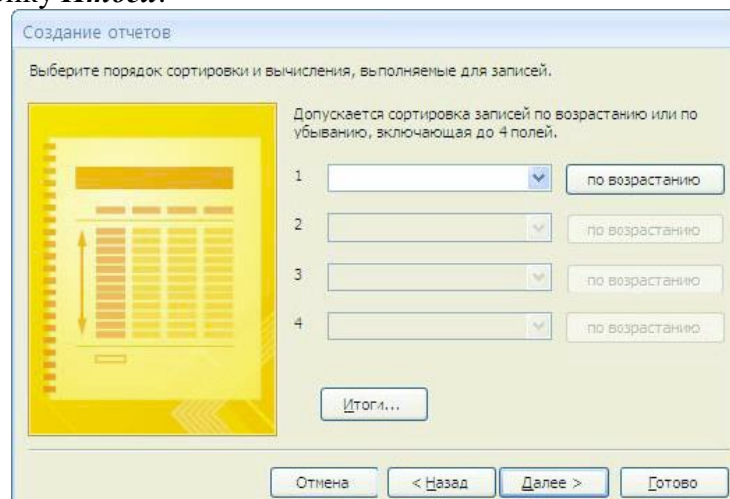 Создание отчетов
Выберите порядок сортировки и вычисления, выполняемые для записей.
Допускается сортировка записей по возрастанию или по
убыванию, включающая до 4 полей.
1 по возрастанию
2 по возрастанию
3 по возрастанию
4 по возрастанию
Итоги...
Отмена < Назад Далее > Готово